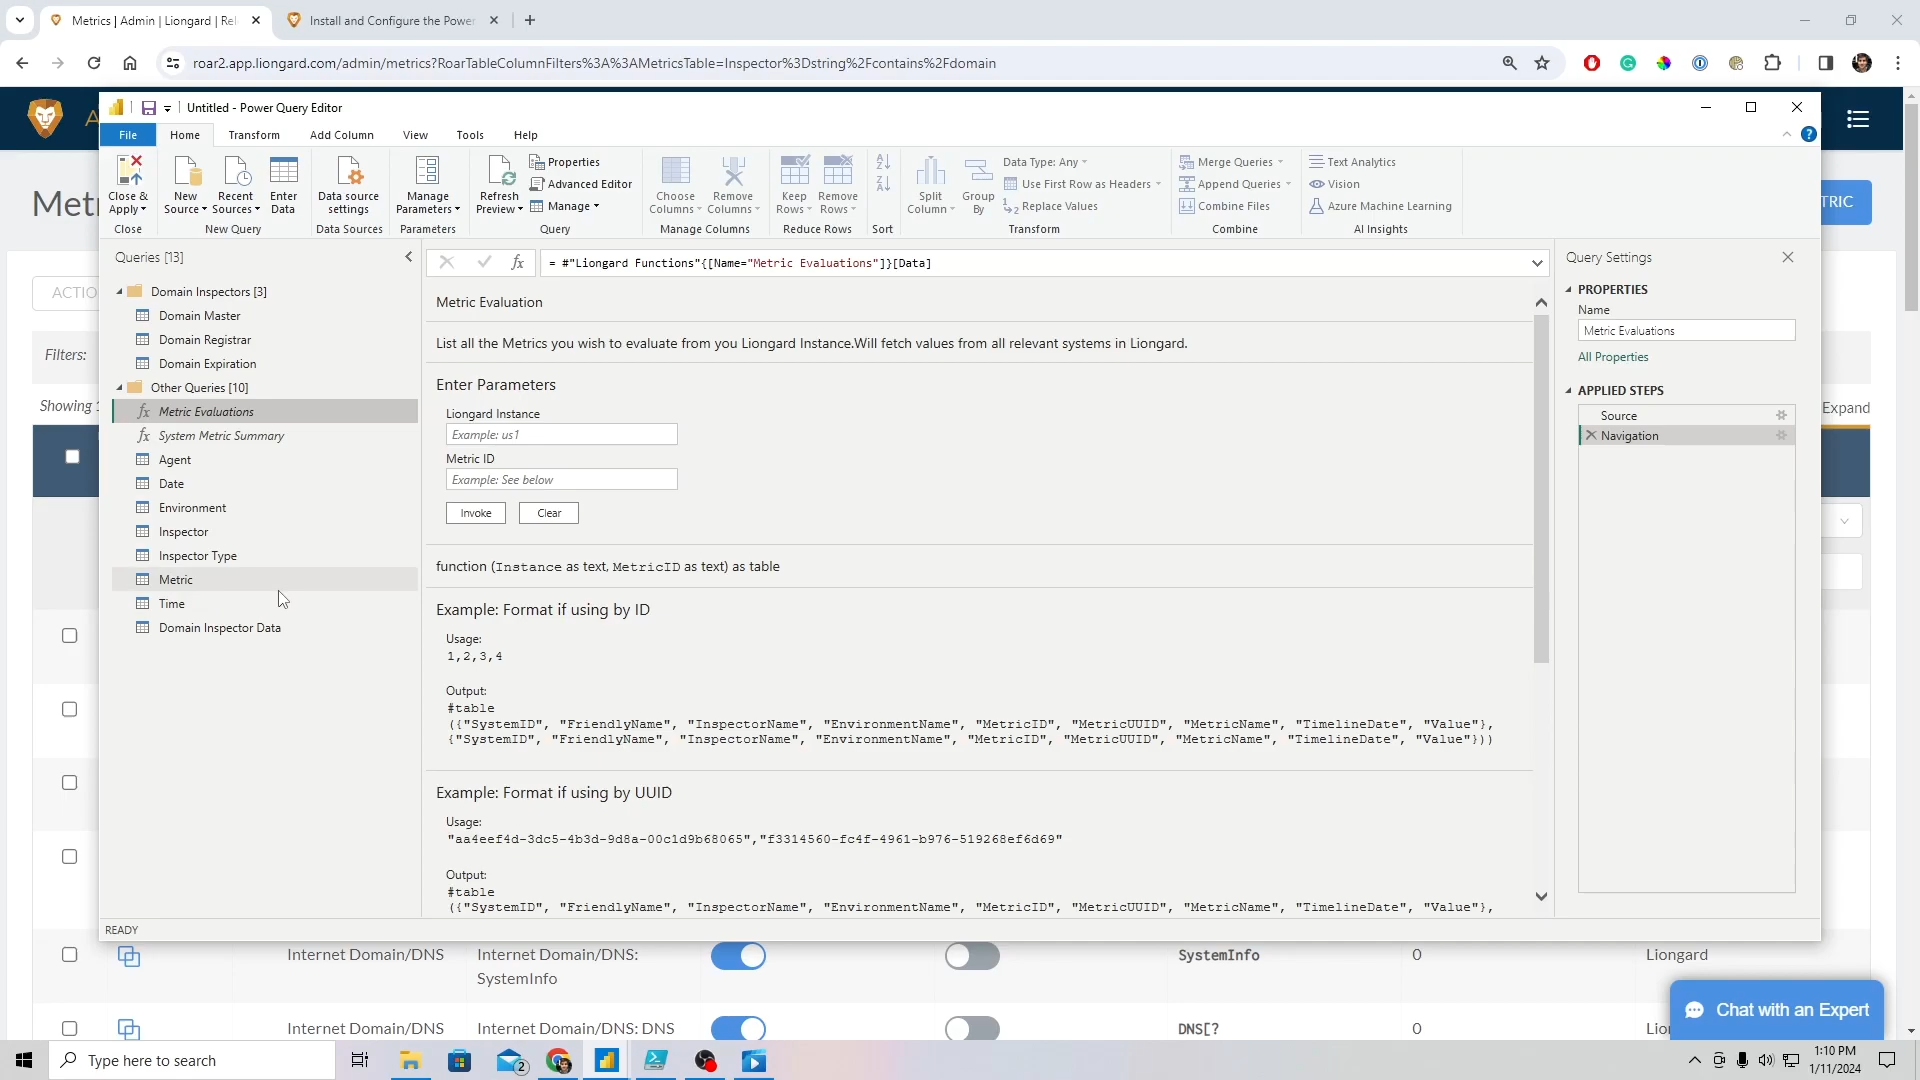 Metrics | Admin | Liongard | Rel
Install and Configure the Power
roar2.app.liongard.com/admin/metrics?RoarTableColumnFilters%3A%3AMetricsTable=Inspector%3Dstring%2Fcontains%2Fdomain
Untitled - Power Query Editor
File
Home
Transform
Add Column
View
Tools
Help
Close &
Apply
Close
New
Source
Recent
Sources
Enter
Data
New Query
Data source
settings
Data Sources
Manage
Parameters
Parameters
Refresh
Preview
Properties
Advanced Editor
Manage
Query
Choose
Columns
Remove
Columns
Manage Columns
Keep
Rows
Remove
Rows
Reduce Rows
Sort
Split
Column
Group
By
Data Type: Any
Use First Row as Headers
Replace Values
Transform
Merge Queries
Append Queries
Combine Files
Combine
Text Analytics
Vision
Azure Machine Learning
AI Insights
Metr
TRIC
ACTIO
Filters:
Showing 1
Expand
Queries [13]
Domain Inspectors [3]
Domain Master
Domain Registrar
Domain Expiration
Other Queries [10]
Metric Evaluations
System Metric Summary
Agent
Date
Environment
Inspector
Inspector Type
Metric
Time
Domain Inspector Data
= #"Liongard Functions"{[Name="Metric Evaluations"]}[Data]
Metric Evaluation
List all the Metrics you wish to evaluate from you Liongard Instance.Will fetch values from all relevant systems in Liongard.
Enter Parameters
Liongard Instance
Example: us1
Metric ID
Example: See below
Invoke
Clear
function (Instance as text, MetricID as text) as table
Example: Format if using by ID
Usage:
1,2,3,4
Output:
#table
({"SystemID", "FriendlyName", "InspectorName", "EnvironmentName", "MetricID", "MetricUUID", "MetricName", "TimelineDate", "Value"},
{"SystemID", "FriendlyName", "InspectorName", "EnvironmentName", "MetricID", "MetricUUID", "MetricName", "TimelineDate", "Value"}))
Example: Format if using by UUID
Usage:
"aa4eef4d-3dc5-4b3d-9d8a-00c1d9b68065","f3314560-fc4f-4961-b976-519268ef6d69"
Output:
#table
({"SystemID", "FriendlyName", "InspectorName", "EnvironmentName", "MetricID", "MetricUUID", "MetricName", "TimelineDate", "Value"},
Query Settings
PROPERTIES
Name
Metric Evaluations
All Properties
APPLIED STEPS
Source
Navigation
READY
Internet Domain/DNS
Internet Domain/DNS:
SystemInfo
SystemInfo
0
Liongard
Internet Domain/DNS
Internet Domain/DNS: DNS
DNS[?
0
Lion
Chat with an Expert
Type here to search
2
1:10 PM
1/11/2024